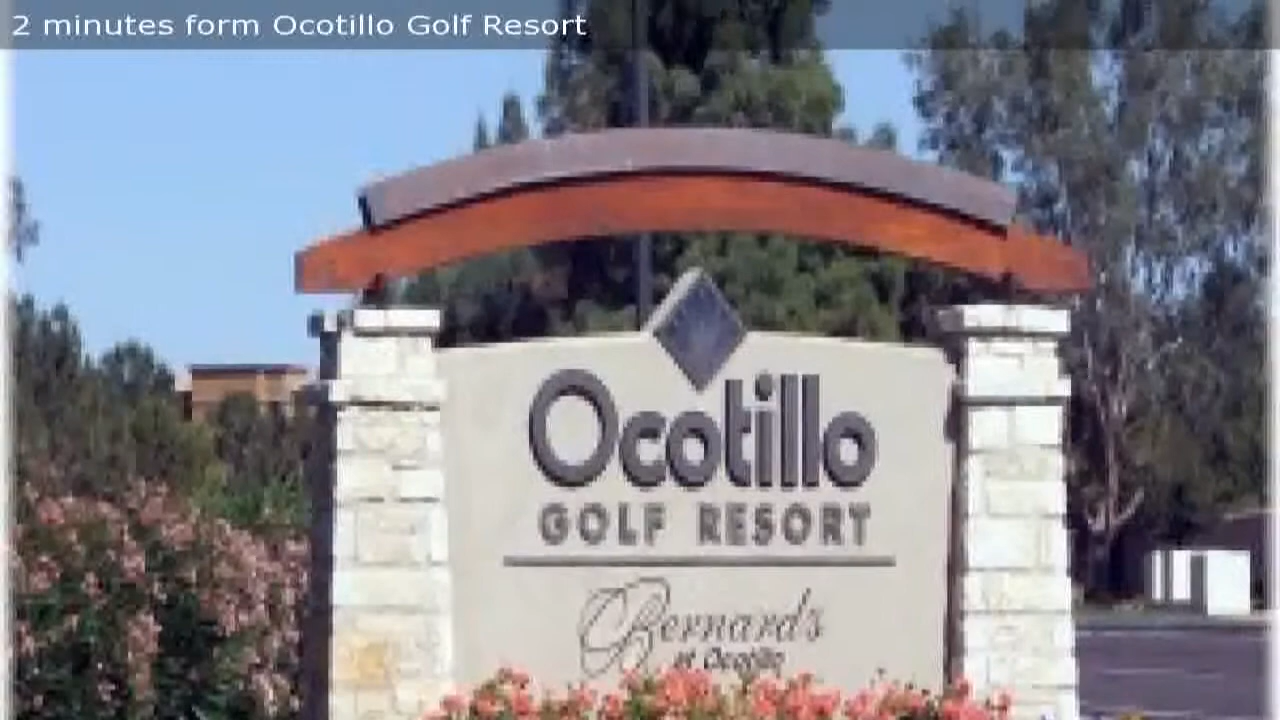 2 minutes form Ocotillo Golf Resort
Ocotillo
GOLF RESORT
Bernard's
at Ocotillo